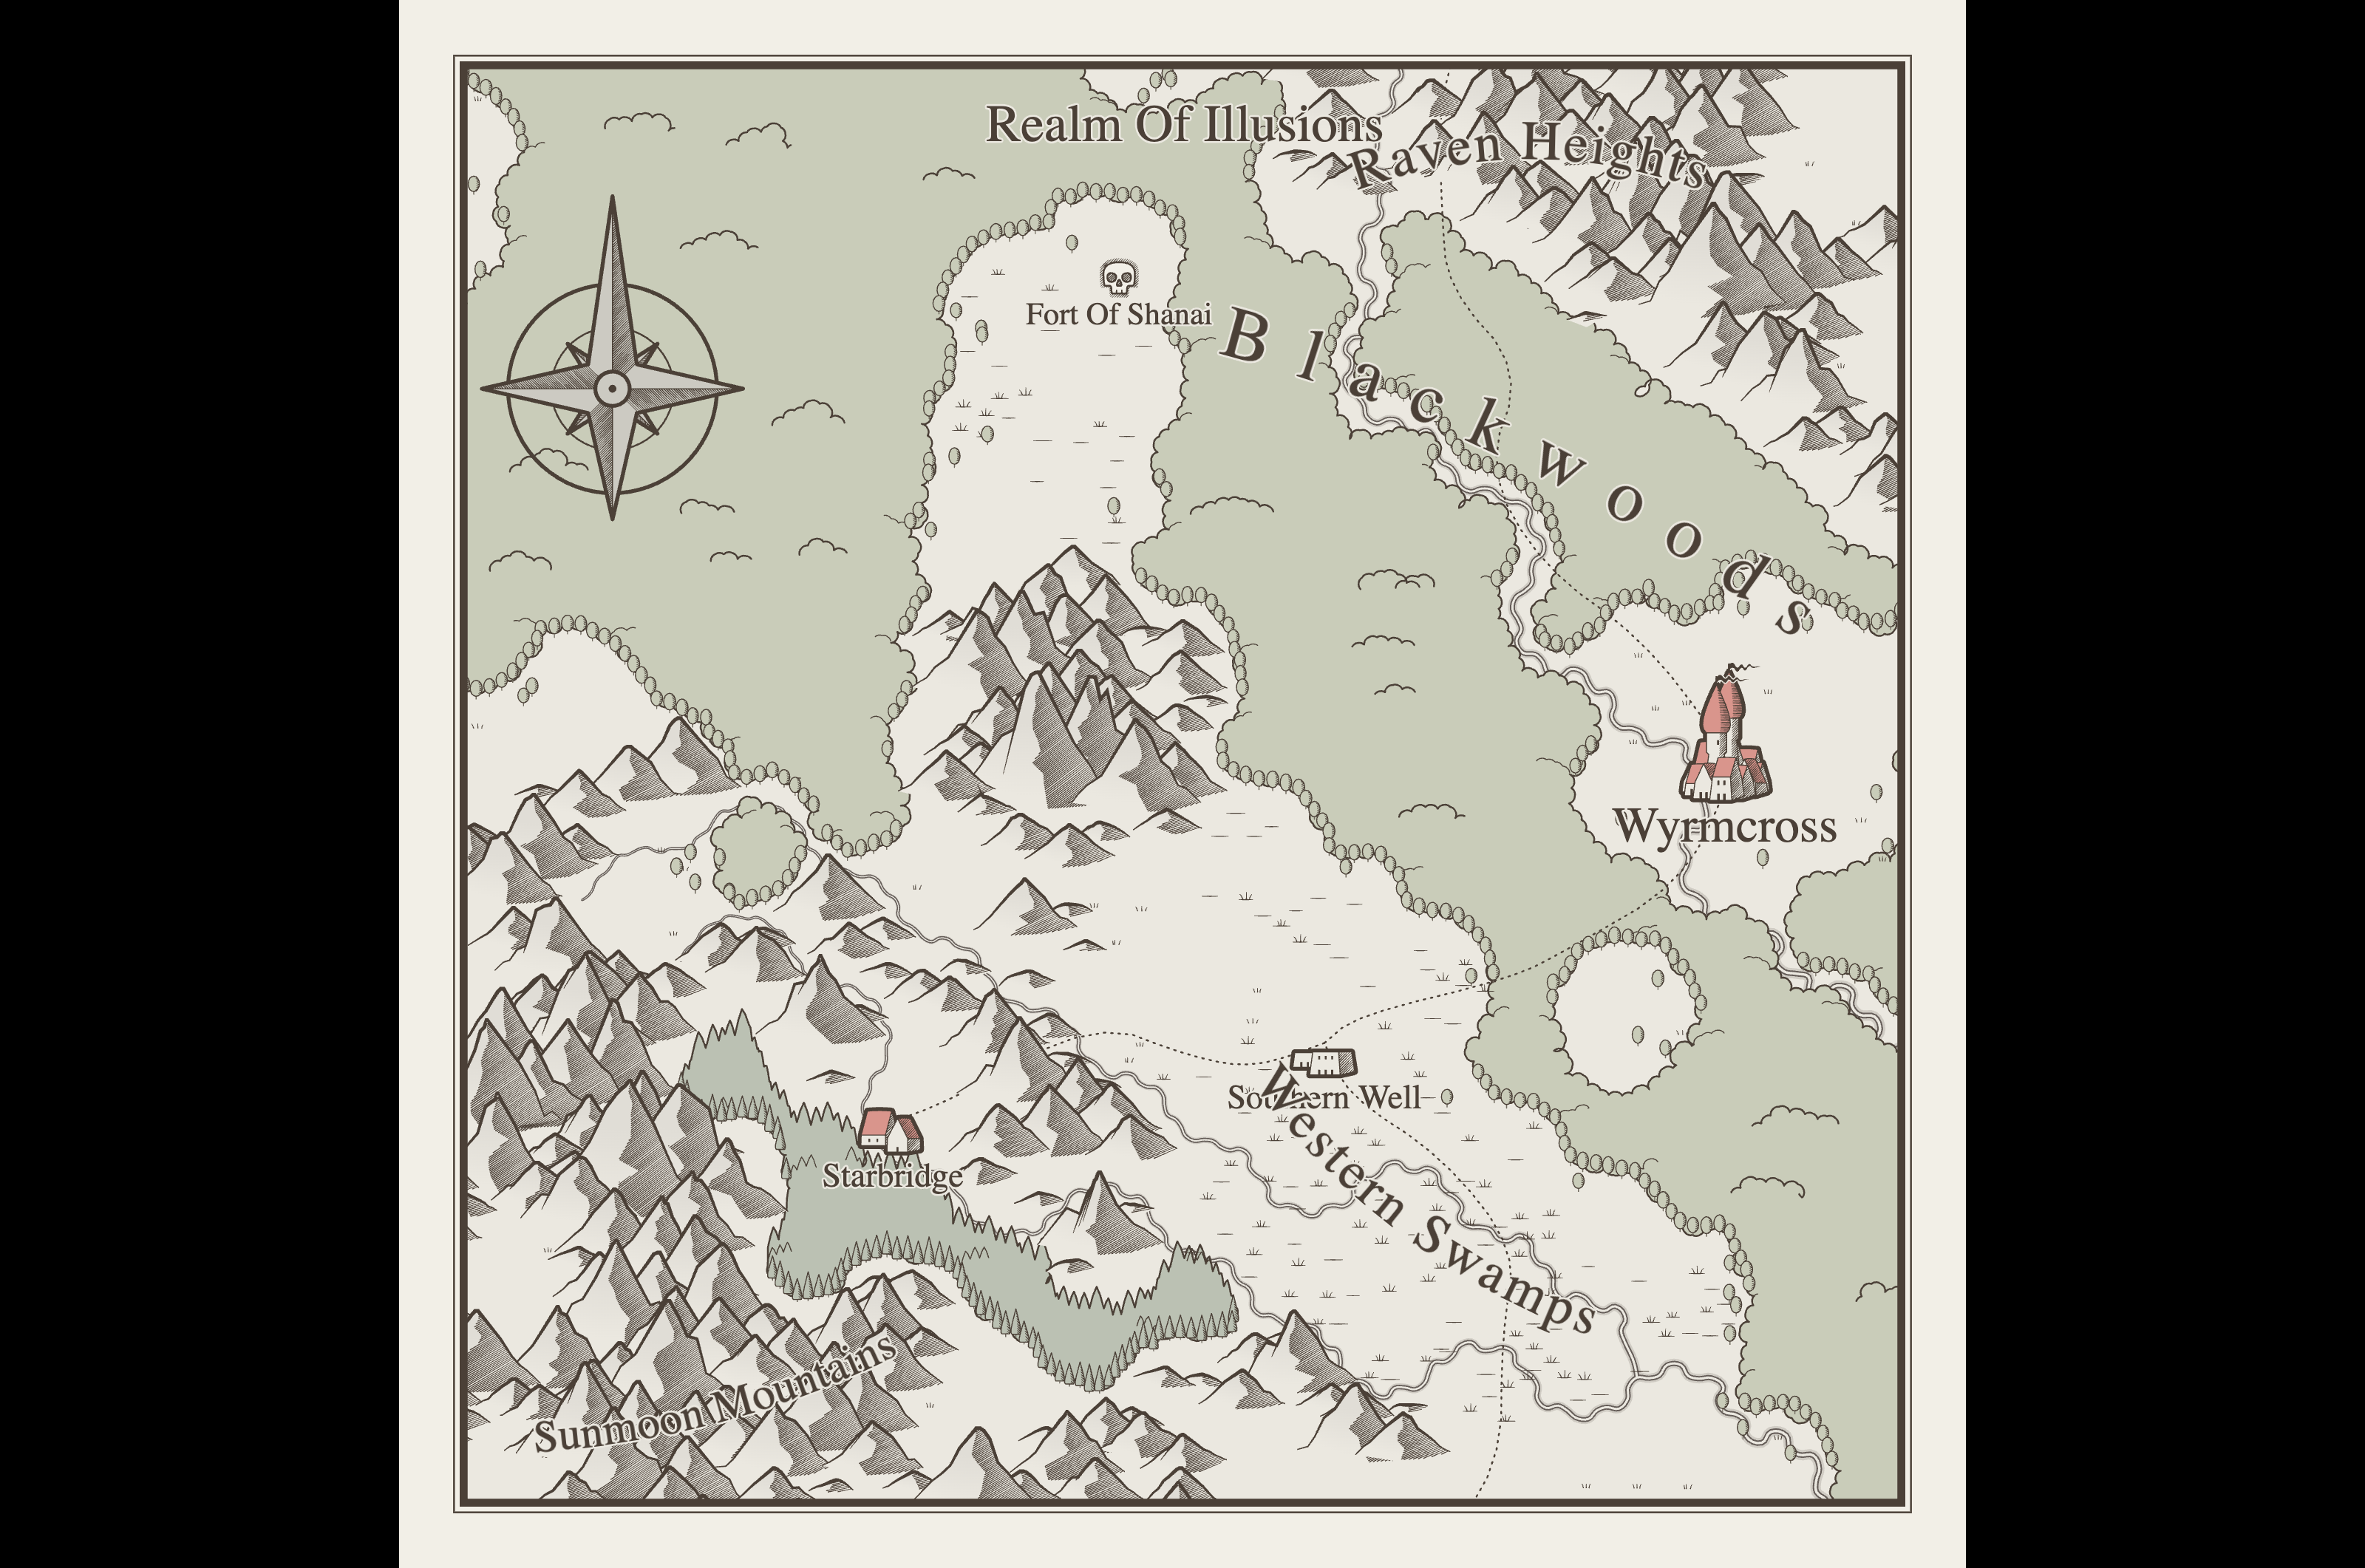 Realm Of Illusions
Raven Heights
Fort Of Shanai
Blackwoods
Wyrmcross
Southern Well
Western Swamps
Starbridge
Sunmoon Mountains